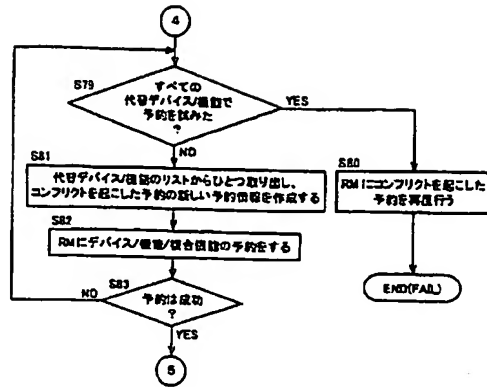 4
S79
すべての
代替デバイス/機能で
予約を試みた
?
YES
NO
S81
代替デバイス/機能のリストからひとつ取り出し、
コンフリクトを起こした予約の新しい予約情報を作成する
S80
RMにコンフリクトを起こした
予約を再度行う
S82
RMにデバイス/機能/複合機能の予約をする
S83
NO
予約は成功
?
END(FAIL)
YES
5